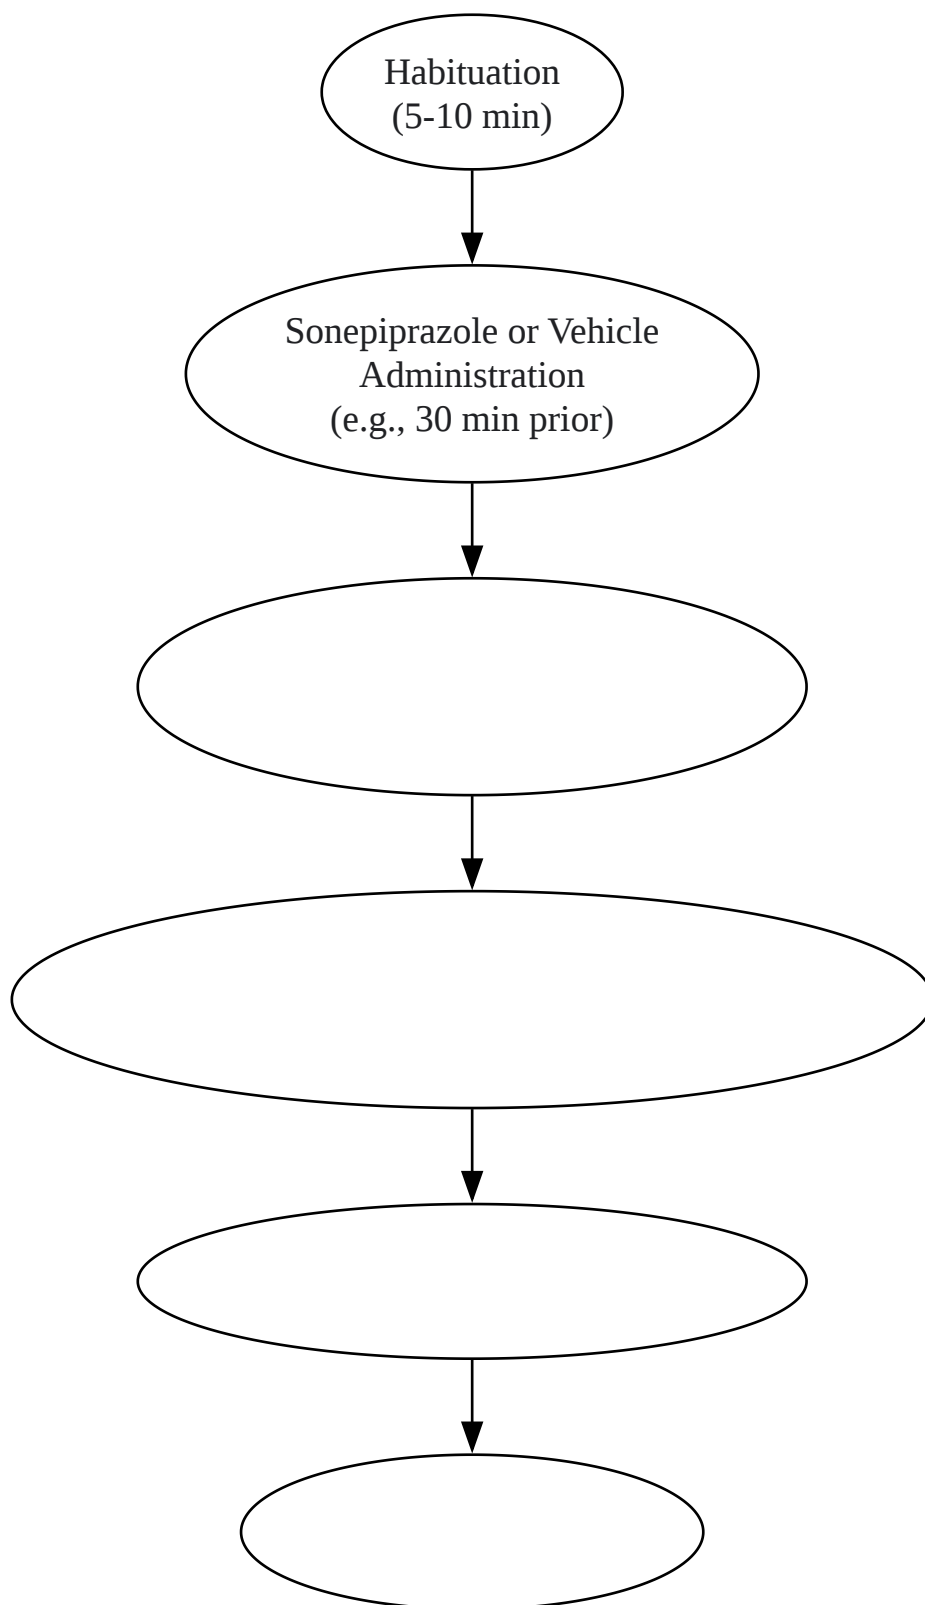 Habituation
(5-10 min)
Sonepiprazole or Vehicle
Administration
(e.g., 30 min prior)